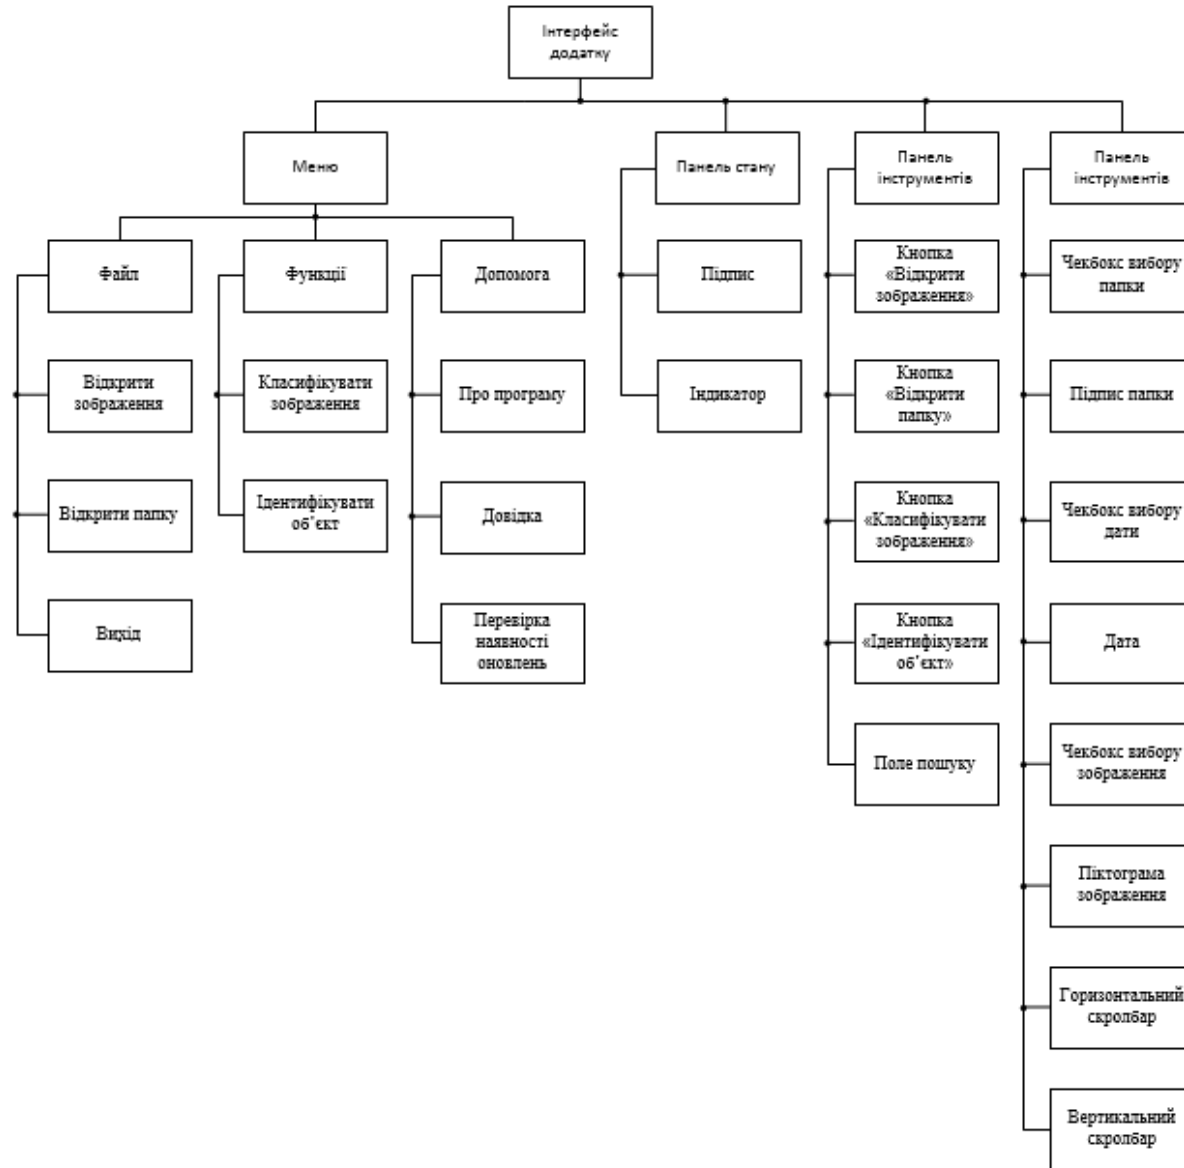 Інтерфейс
додатку
Меню
Панель стану
Панель
інструментів
Панель
інструментів
Файл
Функції
Допомога
Підпис
Кнопка
«Відкрити
зображення»
Чекбокс вибору
папки
Відкрити
зображення
Класифікувати
зображення
Про програму
Індикатор
Кнопка
«Відкрити
папку»
Підпис папки
Відкрити папку
Ідентифікувати
об'єкт
Довідка
Кнопка
«Класифікувати
зображення»
Чекбокс вибору
дати
Вихід
Перевірка
наявності
оновлень
Кнопка
«Ідентифікувати
об'єкт»
Дата
Поле пошуку
Чекбокс вибору
зображення
Піктограма
зображення
Горизонтальний
скролбар
Вертикальний
скролбар